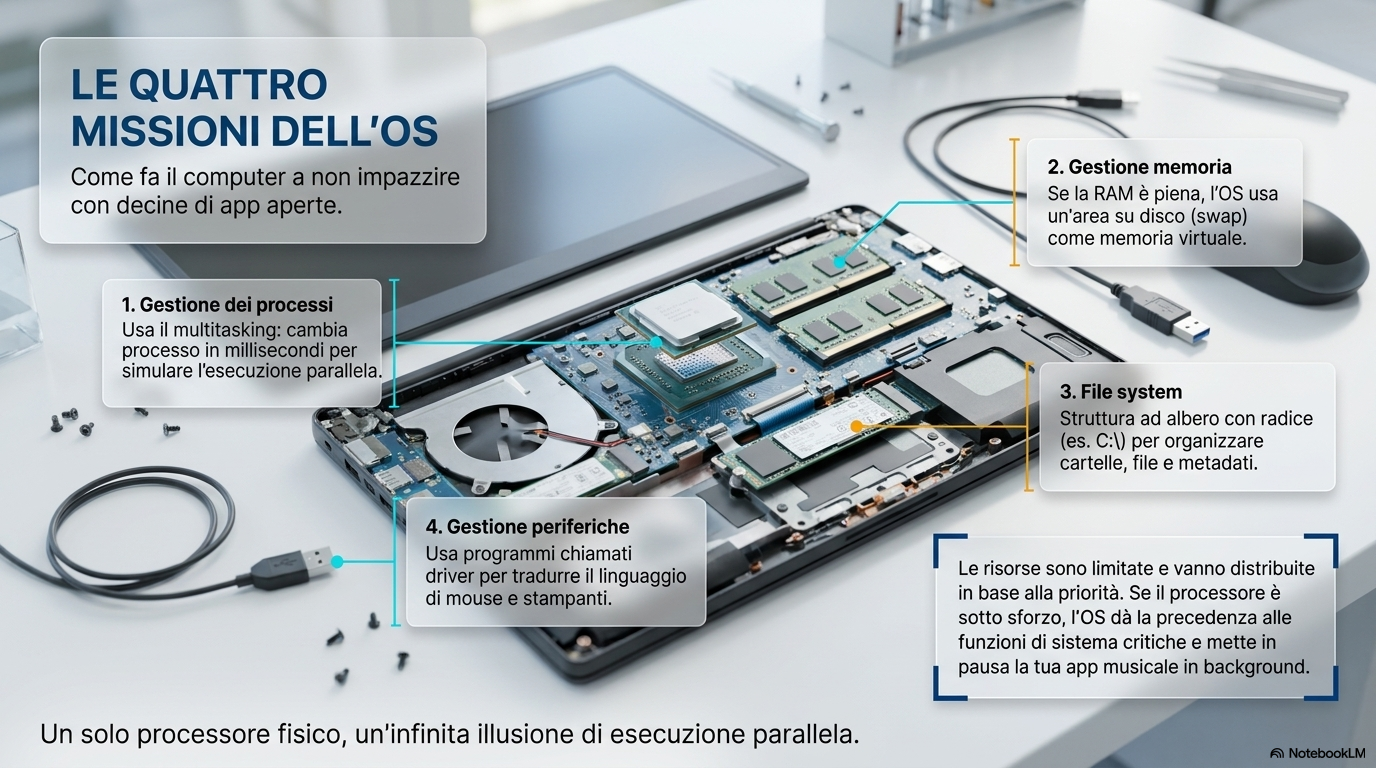 LE QUATTRO
MISSIONI DELL'OS
Come fa il computer a non impazzire
con decine di app aperte.
1. Gestione dei processi
Usa il multitasking: cambia
processo in millisecondi per
simulare l'esecuzione parallela.
2. Gestione memoria
Se la RAM è piena, l'OS usa
un'area su disco (swap)
come memoria virtuale.
3. File system
Struttura ad albero con radice
(es. C:\) per organizzare
cartelle, file e metadati.
4. Gestione periferiche
Usa programmi chiamati
driver per tradurre il linguaggio
di mouse e stampanti.
Le risorse sono limitate e vanno distribuite
in base alla priorità. Se il processore è
sotto sforzo, l'OS dà la precedenza alle
funzioni di sistema critiche e mette in
pausa la tua app musicale in background.
Un solo processore fisico, un'infinita illusione di esecuzione parallela.
NotebookLM